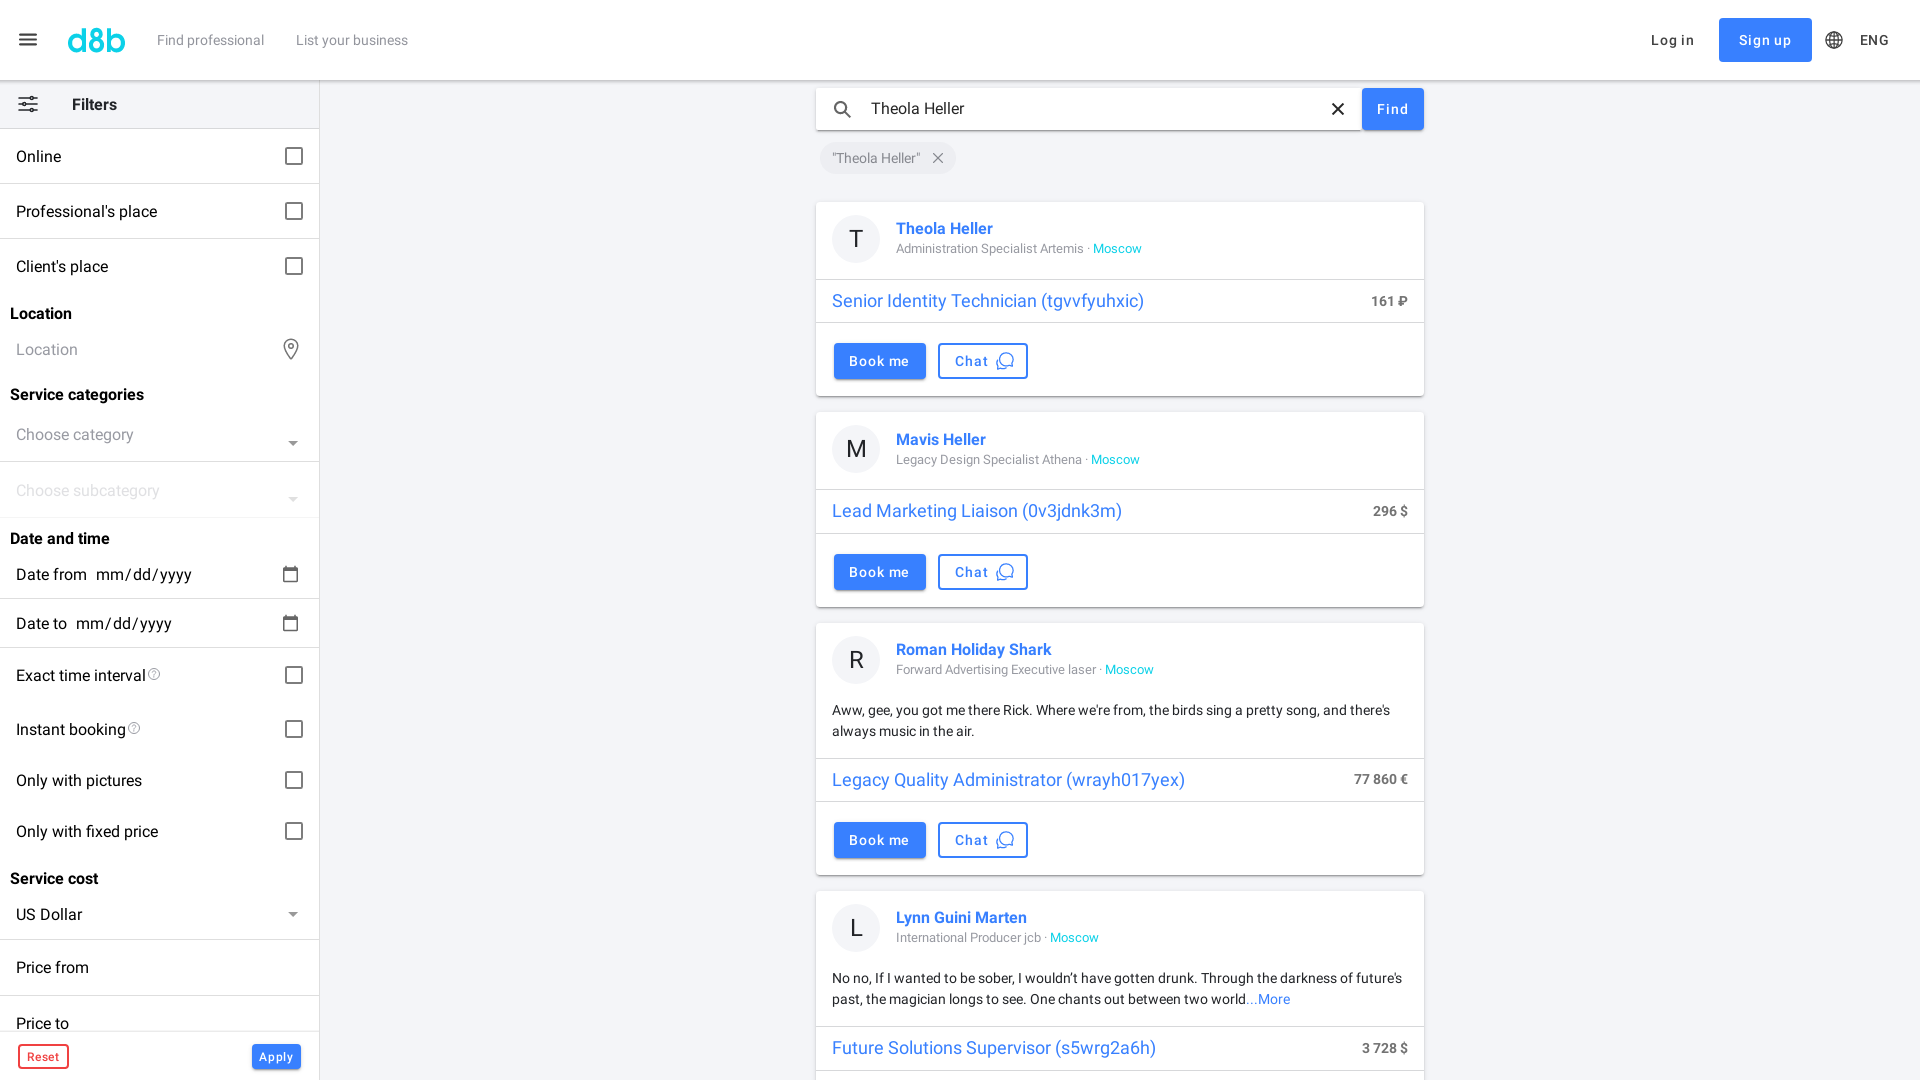 d8b
Find professional
List your business
Log in
Sign up
ENG
Filters
Online
Professional's place
Client's place
Location
Location
Service categories
Choose category
Choose subcategory
Date and time
Date from mm/dd/yyyy
Date to mm/dd/yyyy
Exact time interval
Instant booking
Only with pictures
Only with fixed price
Service cost
US Dollar
Price from
Price to
Reset
Apply
Theola Heller
Find
"Theola Heller"
T
Theola Heller
Administration Specialist Artemis · Moscow
Senior Identity Technician (tgvvfyuhxic)
161 ₽
Book me
Chat
M
Mavis Heller
Legacy Design Specialist Athena · Moscow
Lead Marketing Liaison (0v3jdnk3m)
296 $
Book me
Chat
R
Roman Holiday Shark
Forward Advertising Executive laser · Moscow
Aww, gee, you got me there Rick. Where we're from, the birds sing a pretty song, and there's
always music in the air.
Legacy Quality Administrator (wrayh017yex)
77 860 €
Book me
Chat
L
Lynn Guini Marten
International Producer jcb · Moscow
No no, If I wanted to be sober, I wouldn’t have gotten drunk. Through the darkness of future's
past, the magician longs to see. One chants out between two world...More
Future Solutions Supervisor (s5wrg2a6h)
3 728 $